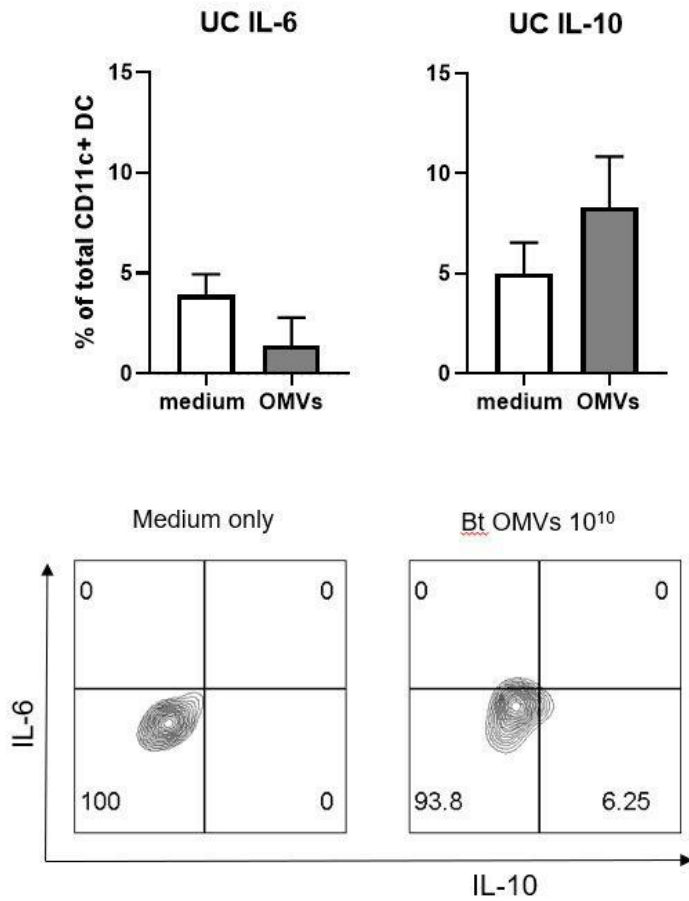 UC IL-6
UC IL-10
% of total CD11c+ DC
15
10
5
0
medium OMVs
15
10
5
0
medium OMVs
Medium only
Bt OMVs 10¹⁰
IL-6
0 0
100 0
0 0
93.8 6.25
IL-10